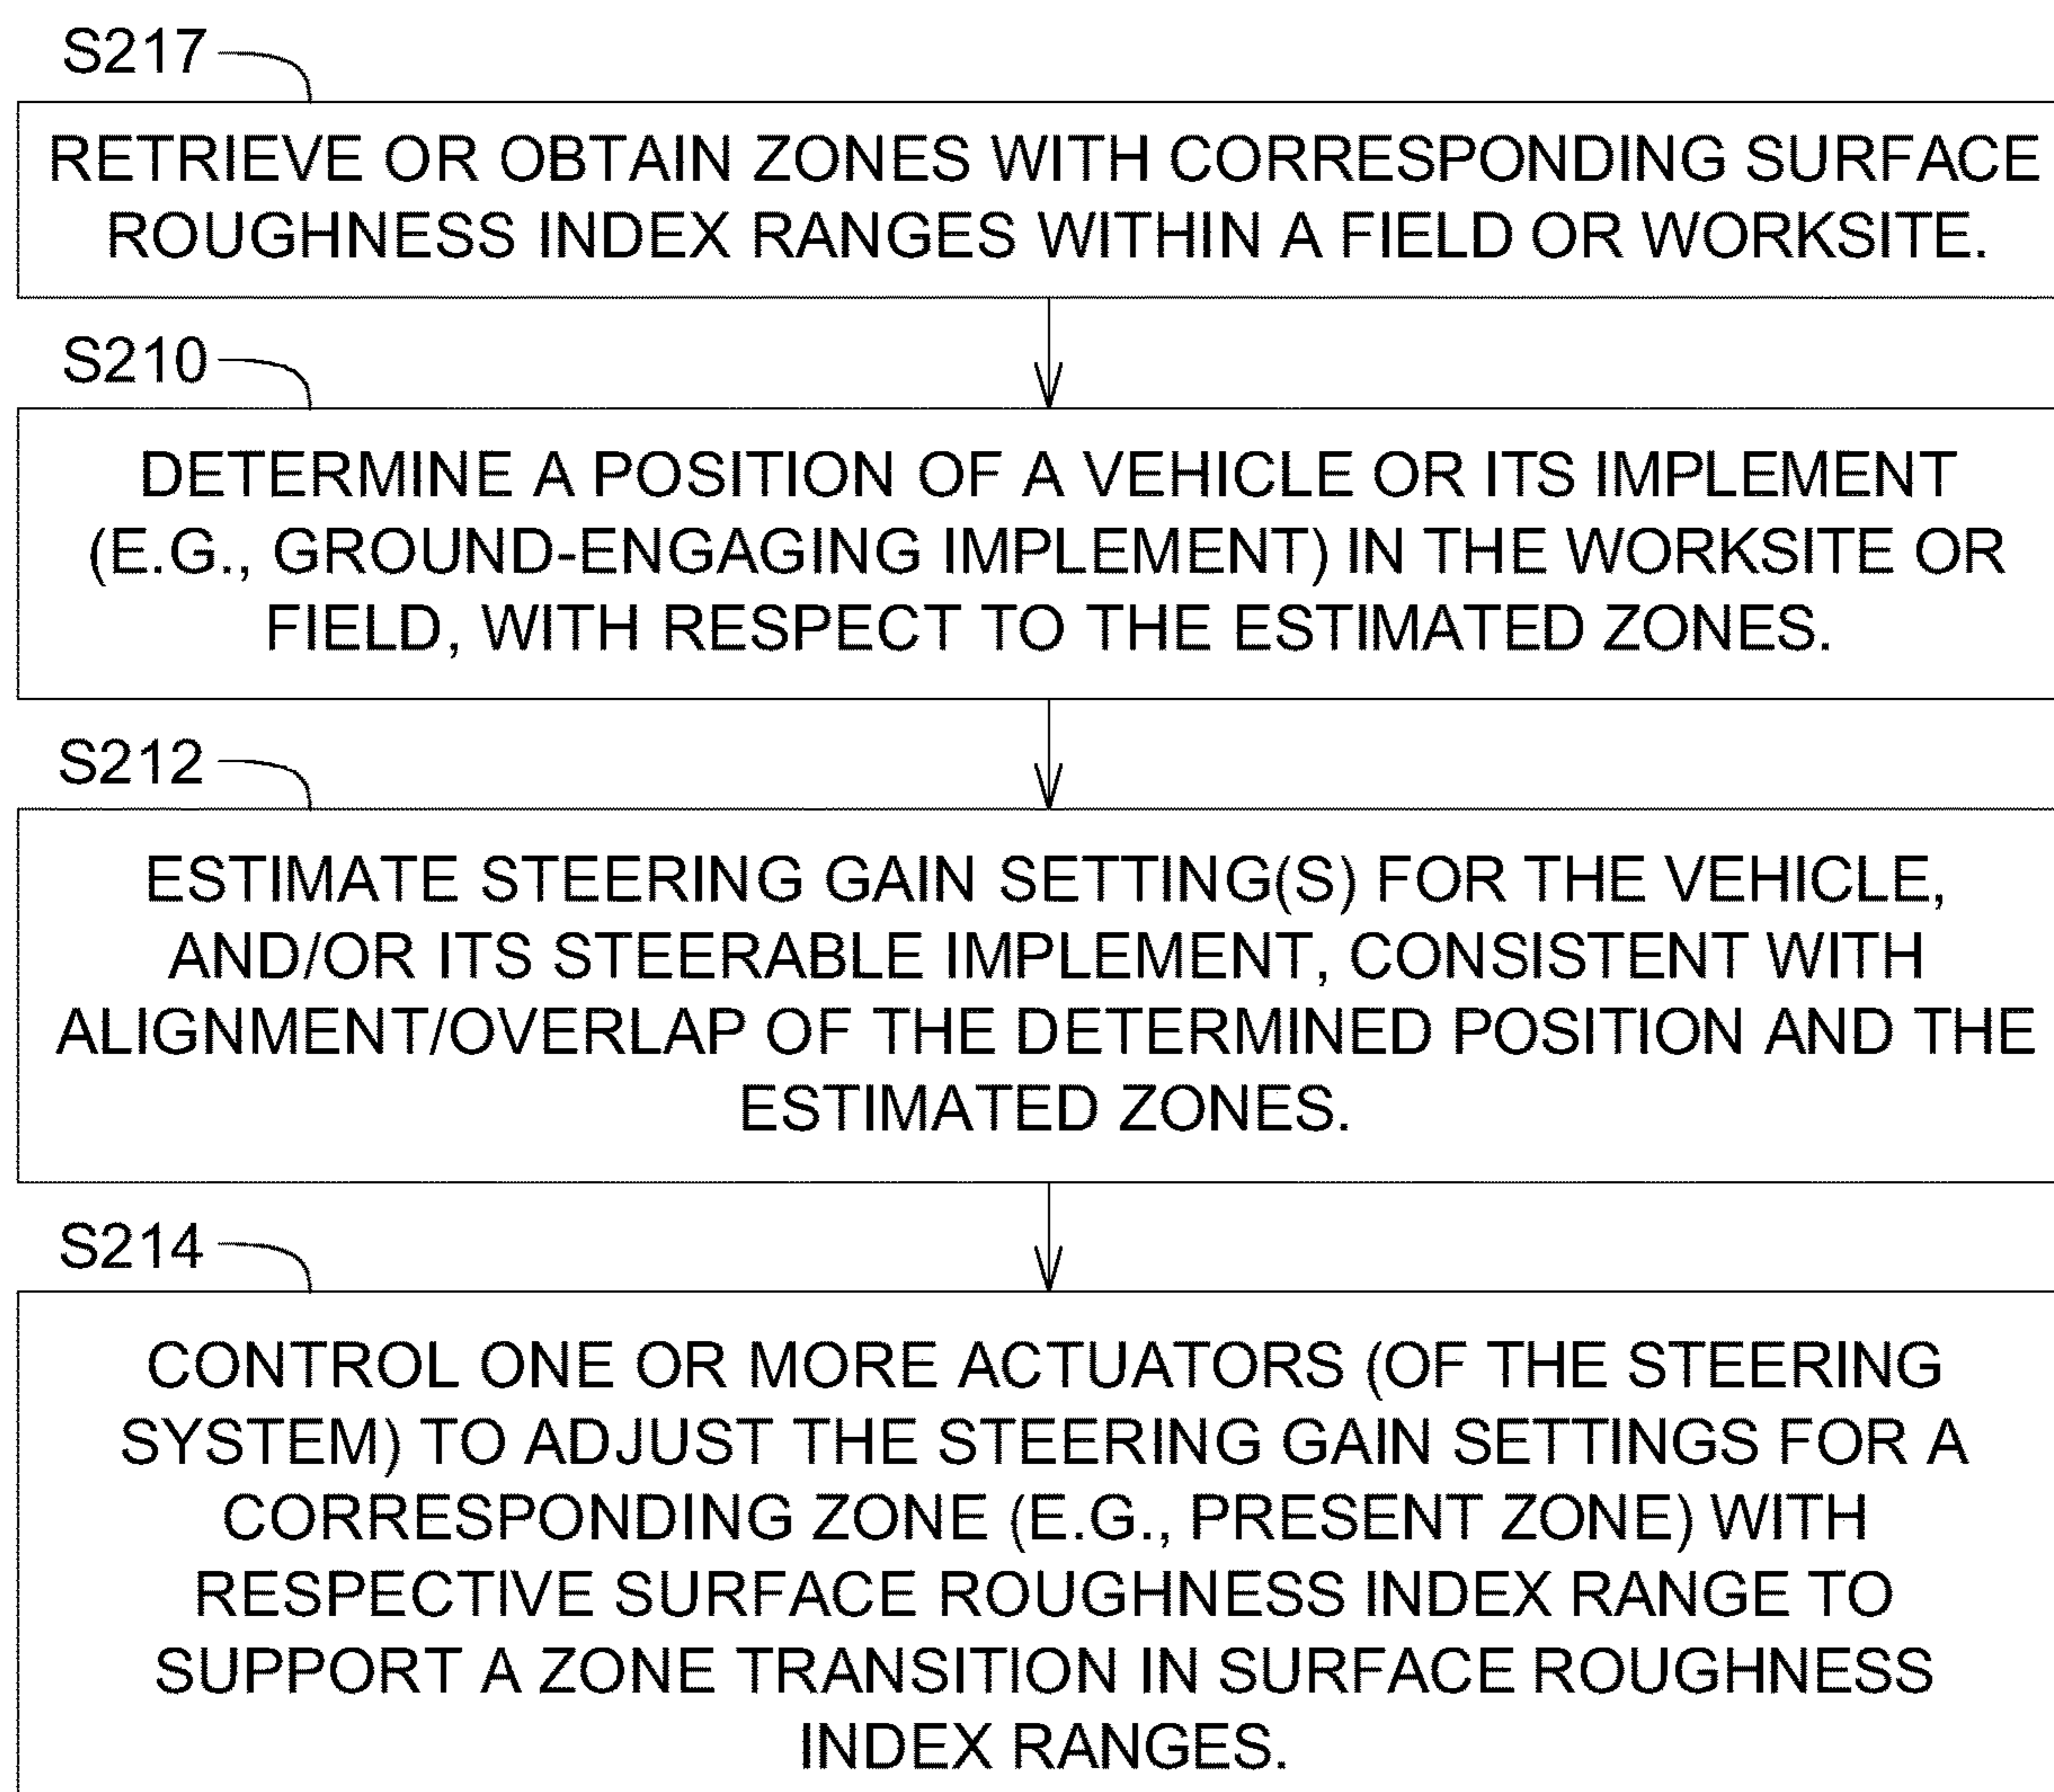 S217
RETRIEVE OR OBTAIN ZONES WITH CORRESPONDING SURFACE
ROUGHNESS INDEX RANGES WITHIN A FIELD OR WORKSITE.
S210
DETERMINE A POSITION OF A VEHICLE OR ITS IMPLEMENT
(E.G., GROUND-ENGAGING IMPLEMENT) IN THE WORKSITE OR
FIELD, WITH RESPECT TO THE ESTIMATED ZONES.
S212
ESTIMATE STEERING GAIN SETTING(S) FOR THE VEHICLE,
AND/OR ITS STEERABLE IMPLEMENT, CONSISTENT WITH
ALIGNMENT/OVERLAP OF THE DETERMINED POSITION AND THE
ESTIMATED ZONES.
S214
CONTROL ONE OR MORE ACTUATORS (OF THE STEERING
SYSTEM) TO ADJUST THE STEERING GAIN SETTINGS FOR A
CORRESPONDING ZONE (E.G., PRESENT ZONE) WITH
RESPECTIVE SURFACE ROUGHNESS INDEX RANGE TO
SUPPORT A ZONE TRANSITION IN SURFACE ROUGHNESS
INDEX RANGES.